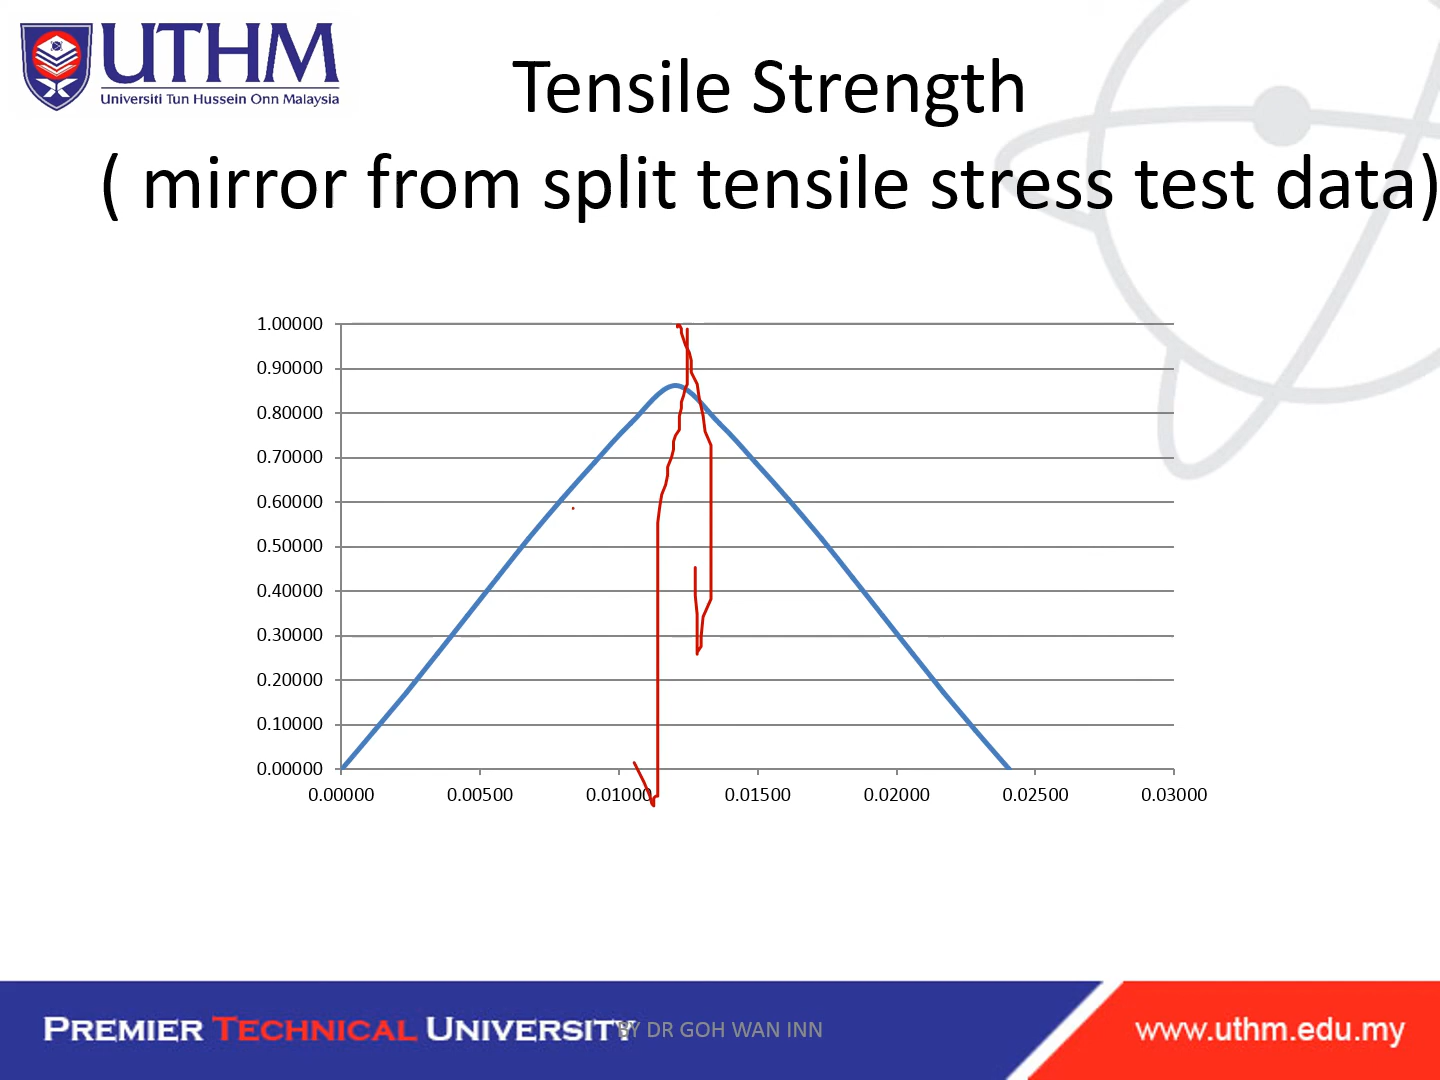 UTHM
Universiti Tun Hussein Onn Malaysia
Tensile Strength
( mirror from split tensile stress test data)
1.00000
0.90000
0.80000
0.70000
0.60000
0.50000
0.40000
0.30000
0.20000
0.10000
0.00000
0.00000 0.00500 0.01000 0.01500 0.02000 0.02500 0.03000
PREMIER TECHNICAL UNIVERSITY BY DR GOH WAN INN www.uthm.edu.my